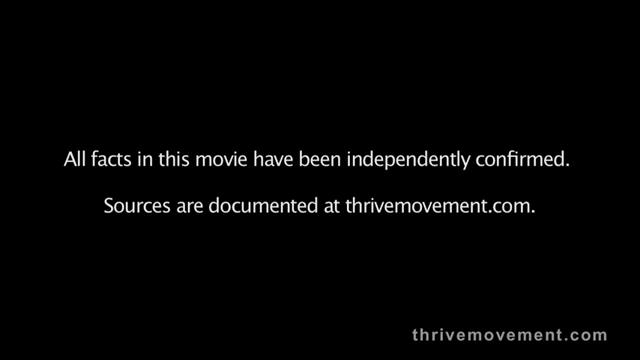 All facts in this movie have been independently confirmed.
Sources are documented at thrivemovement.com.
thrivemovement.com